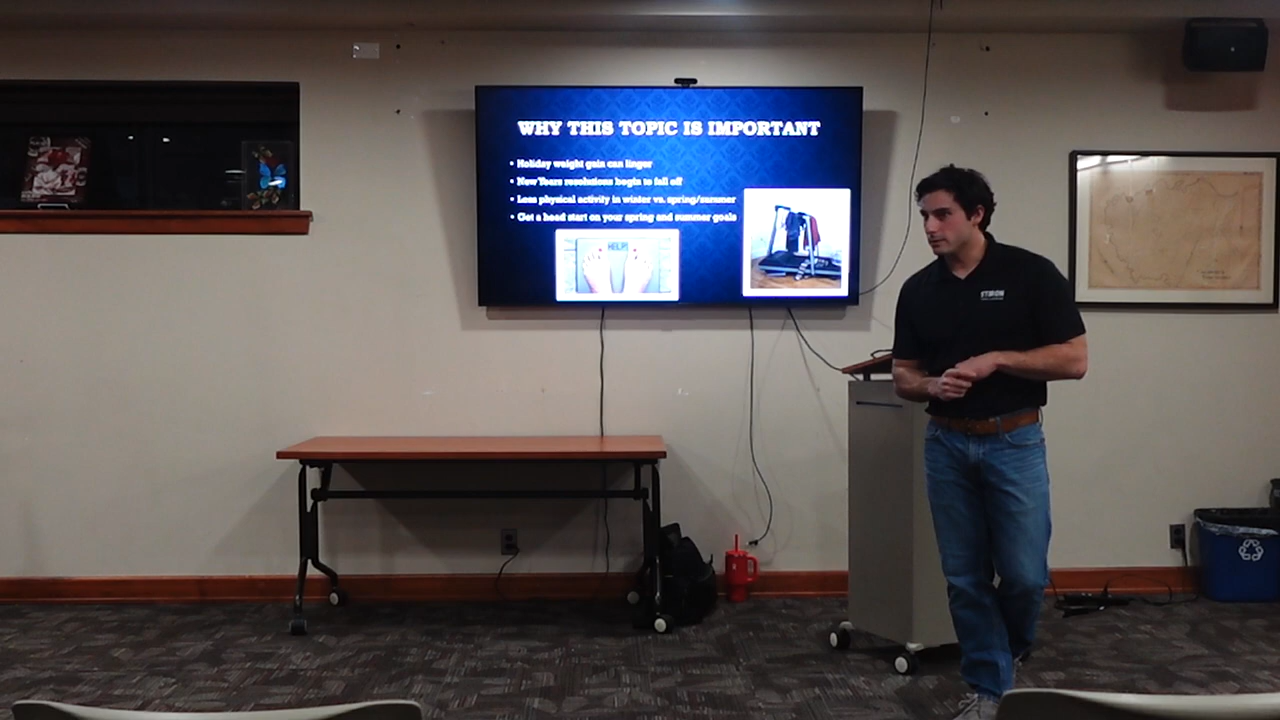 WHY THIS TOPIC IS IMPORTANT
• Holiday weight gain can linger
• New Years resolutions begin to fall off
• Less physical activity in winter vs. spring/summer
• Get a head start on your spring and summer goals
HELP!